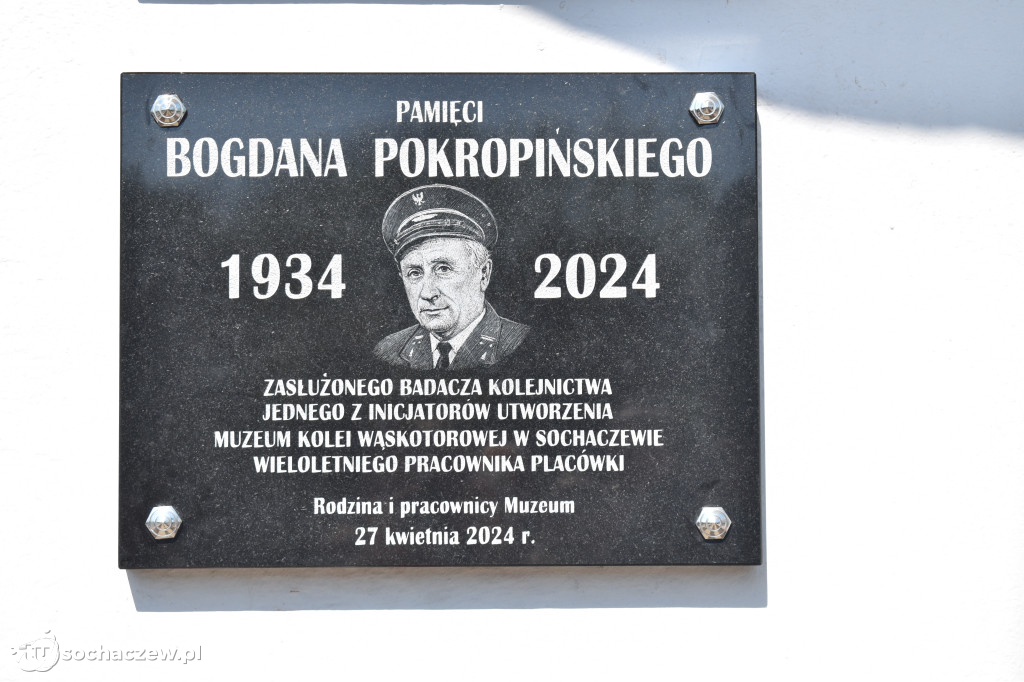 PAMIĘCI
BOGDANA POKROPIŃSKIEGO
1934 2024
ZASŁUŻONEGO BADACZA KOLEJNICTWA
JEDNEGO Z INICJATORÓW UTWORZENIA
MUZEUM KOLEI WĄSKOTOROWEJ W SOCHACZEWIE
WIELOLETNIEGO PRACOWNIKA PLACÓWKI
Rodzina i pracownicy Muzeum
27 kwietnia 2024 r.
sochaczew.pl